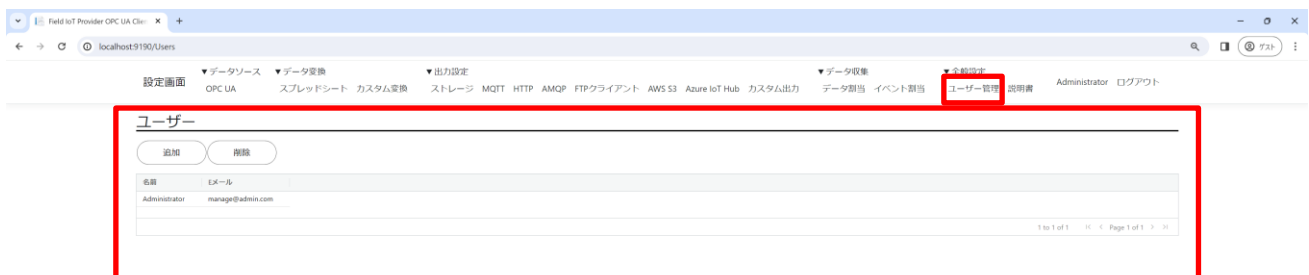 Field IoT Provider OPC UA Clie
localhost:9190/Users
ゲスト
設定画面
▼データソース ▼データ変換 ▼出力設定 ▼データ収集 ▼全般設定
OPC UA スプレッドシート カスタム変換 ストレージ MQTT HTTP AMQP FTPクライアント AWS S3 Azure IoT Hub カスタム出力 データ割当 イベント割当 ユーザー管理 説明書 Administrator ログアウト
ユーザー
追加 削除
名前 Eメール
Administrator manage@admin.com
1 to 1 of 1 Page 1 of 1